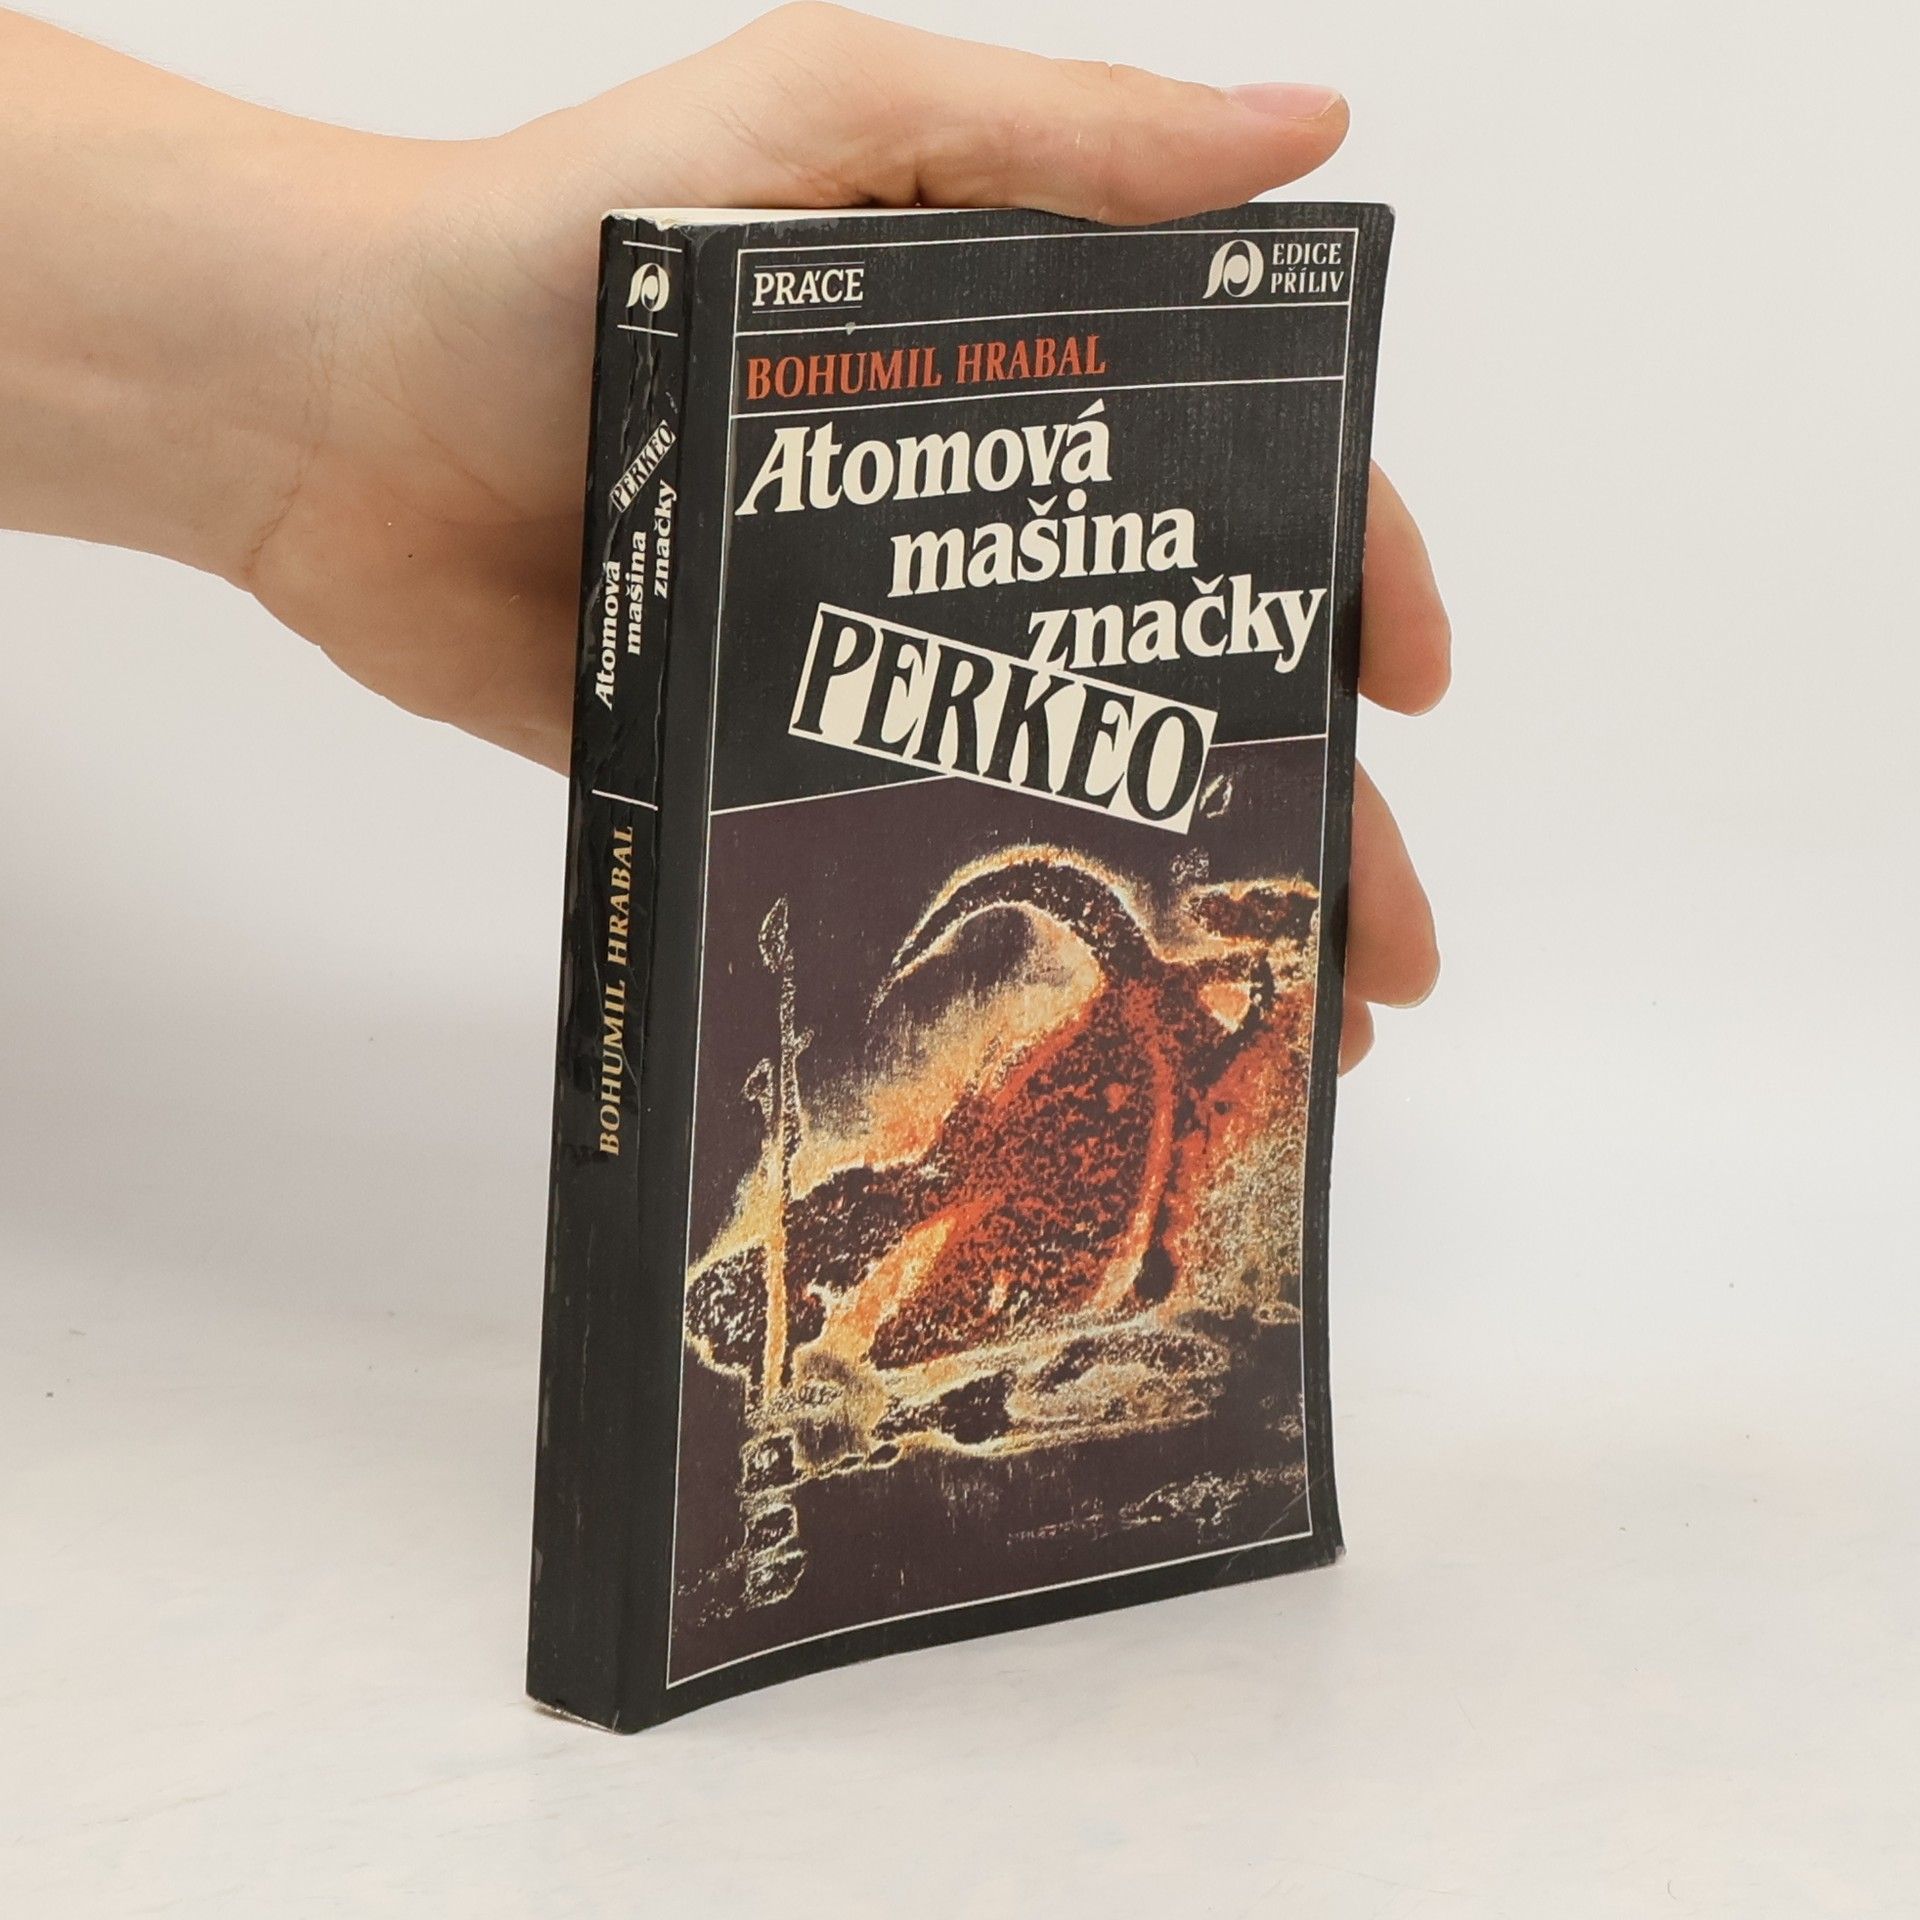 PRÁCE
EDICE
PŘÍLIV
BOHUMIL HRABAL
Atomová
mašina
značky
PERKEO
Atomová
mašina
značky
PERKEO
BOHUMIL HRABAL